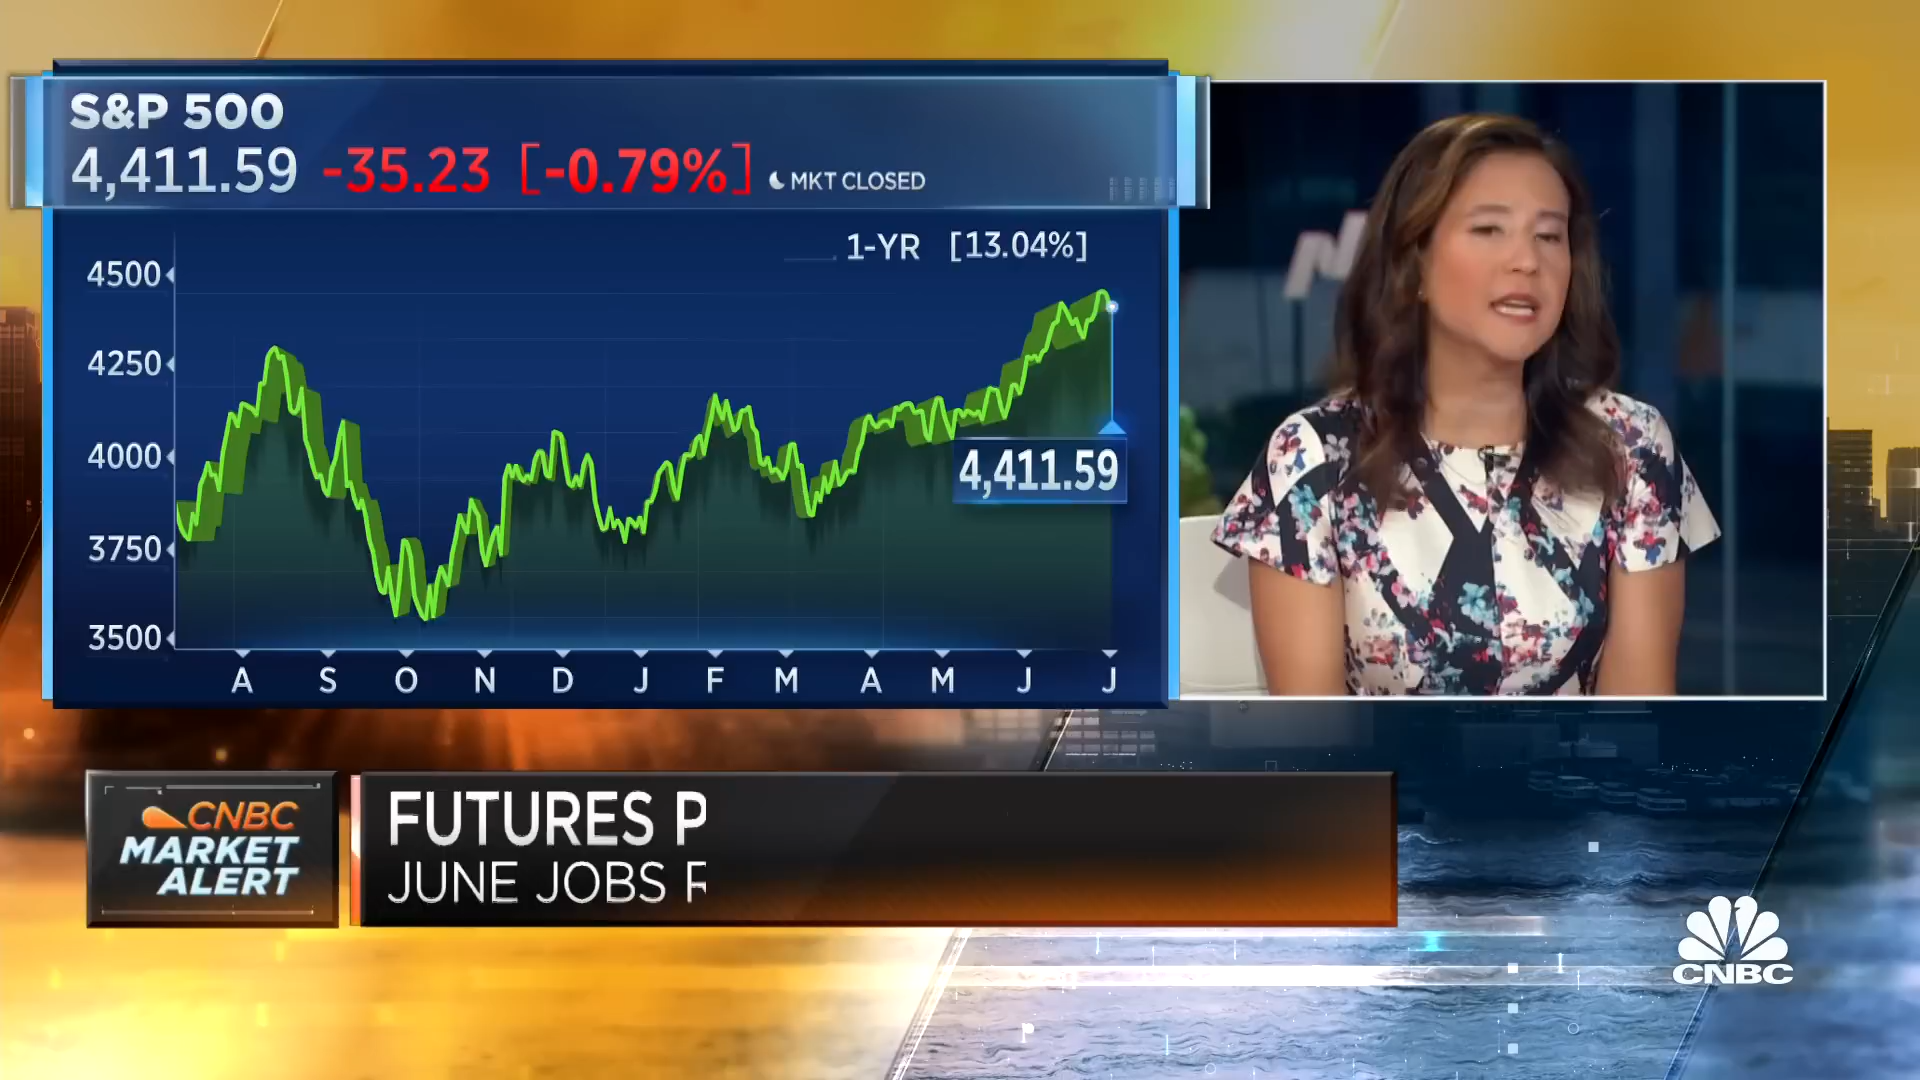 S&P 500
4,411.59 -35.23 [-0.79%] MKT CLOSED
1-YR [13.04%]
4500
4250
4000
3750
3500
4,411.59
A S O N D J F M A M J J
CNBC
MARKET
ALERT
FUTURES P
JUNE JOBS
CNBC